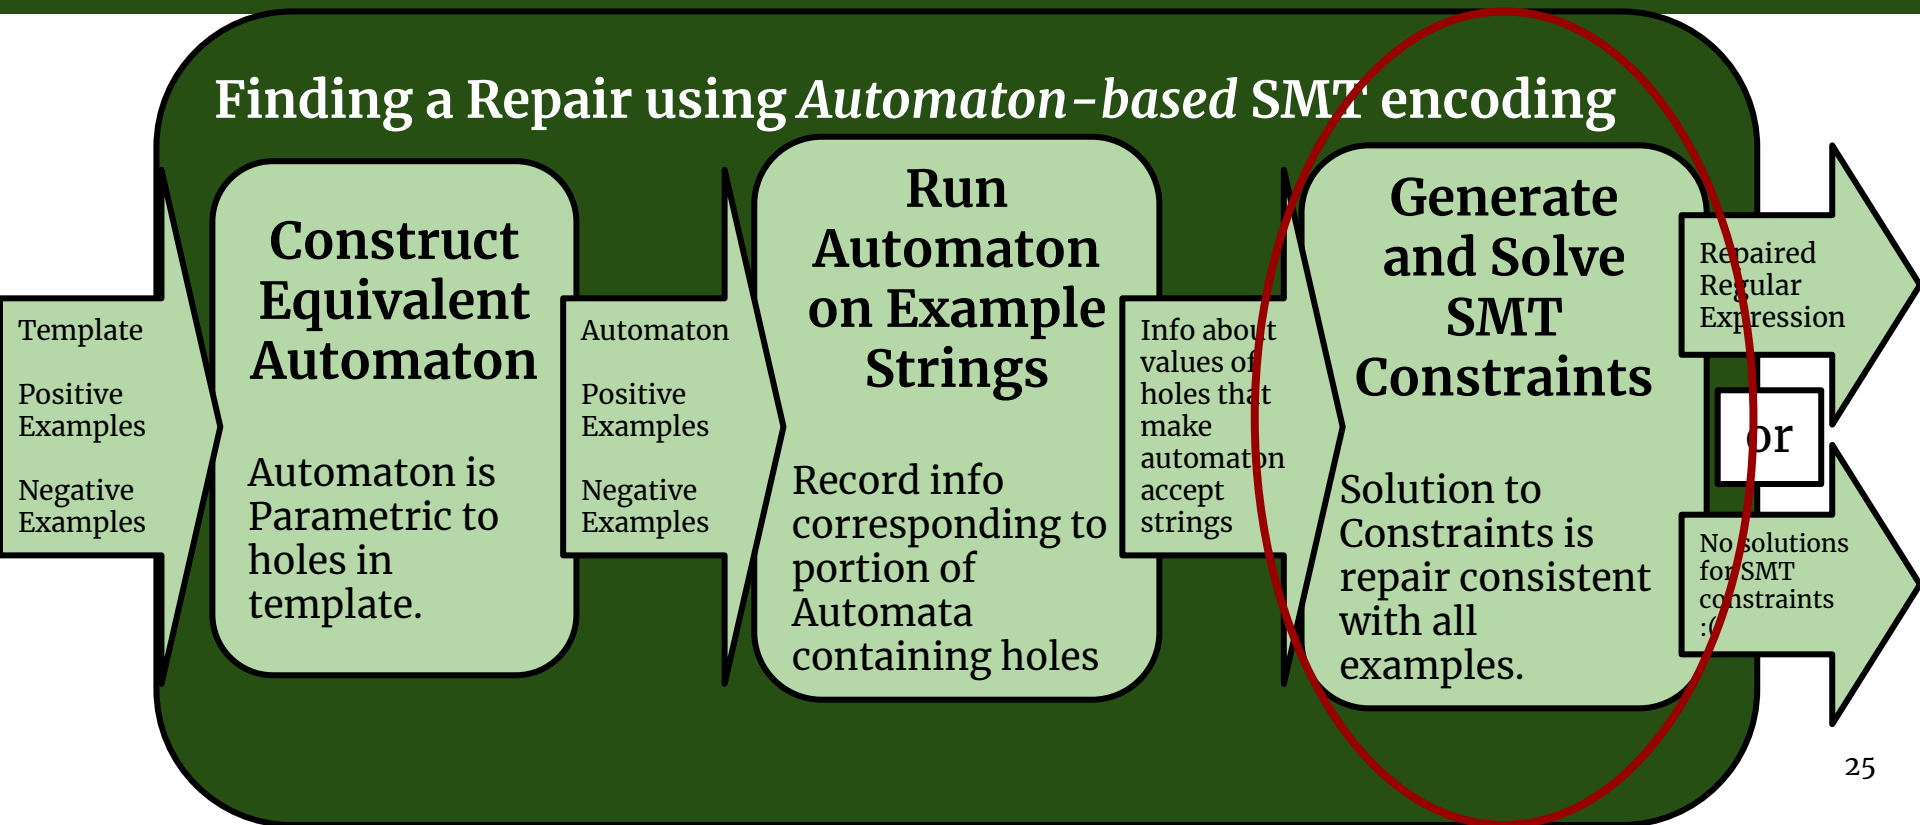 Finding a Repair using Automaton-based SMT encoding
Template
Positive
Examples
Negative
Examples
Construct
Equivalent
Automaton
Automaton is
Parametric to
holes in
template.
Automaton
Positive
Examples
Negative
Examples
Run
Automaton
on Example
Strings
Record info
corresponding to
portion of
Automata
containing holes
Info about
values of
holes that
make
automaton
accept
strings
Generate
and Solve
SMT
Constraints
Solution to
Constraints is
repair consistent
with all
examples.
Repaired
Regular
Expression
or
No solutions
for SMT
constraints
:(
25